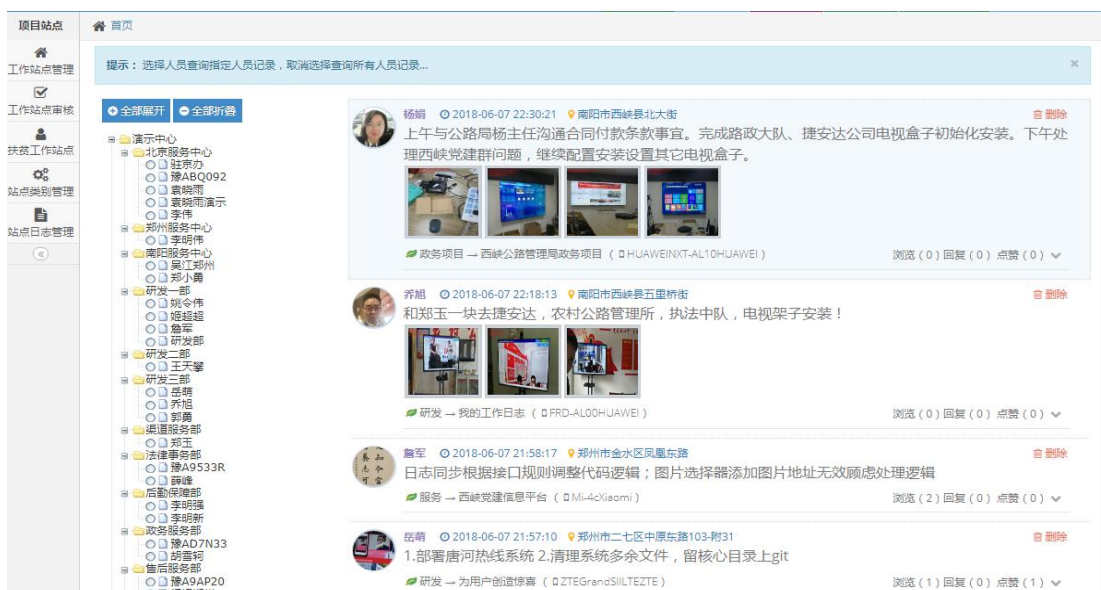 项目站点
首页
工作站点管理
工作站点审核
扶贫工作站点
站点类别管理
站点日志管理
提示：选择人员查询指定人员记录，取消选择查询所有人员记录...
×
全部展开 全部折叠
演示中心
北京服务中心
驻京办
豫ABQ092
袁晓雨
袁晓雨演示
李伟
郑州服务中心
李明伟
南阳服务中心
吴江郑州
郑小勇
研发一部
姚令伟
姬超超
詹军
研发部
研发二部
王天攀
研发三部
岳萌
乔旭
郭勇
渠道服务部
郑玉
法律事务部
豫A9533R
薛峰
后勤保障部
李明强
李明新
政务服务部
豫AD7N33
胡雪轲
售后服务部
豫A9AP20
杨娟 2018-06-07 22:30:21 南阳市西峡县北大街 删除
上午与公路局杨主任沟通合同付款条款事宜。完成路政大队、捷安达公司电视盒子初始化安装。下午处
理西峡党建群问题，继续配置安装设置其它电视盒子。
政务项目 → 西峡公路管理局政务项目 （ HUAWEINXT-AL10HUAWEI ） 浏览 ( 0 ) 回复 ( 0 ) 点赞 ( 0 )
乔旭 2018-06-07 22:18:13 南阳市西峡县五里桥街 删除
和郑玉一块去捷安达，农村公路管理所，执法中队，电视架子安装！
研发 → 我的工作日志 （ FRD-AL00HUAWEI ） 浏览 ( 0 ) 回复 ( 0 ) 点赞 ( 0 )
詹军 2018-06-07 21:58:17 郑州市金水区凤凰东路 删除
日志同步根据接口规则调整代码逻辑；图片选择器添加图片地址无效顾虑处理逻辑
服务 → 西峡党建信息平台 （ Mi-4cXiaomi ） 浏览 ( 2 ) 回复 ( 0 ) 点赞 ( 0 )
岳萌 2018-06-07 21:57:10 郑州市二七区中原东路103-附31 删除
1.部署唐河热线系统 2.清理系统多余文件，留核心目录上git
研发 → 为用户创造惊喜 （ ZTEGrandSIILTEZTE ） 浏览 ( 1 ) 回复 ( 0 ) 点赞 ( 1 )